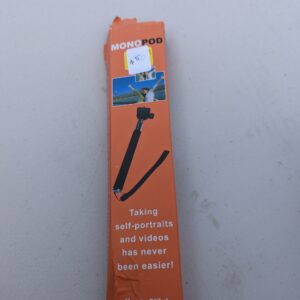 MONOPOD
Taking
self-portraits
and videos
has never
been easier!